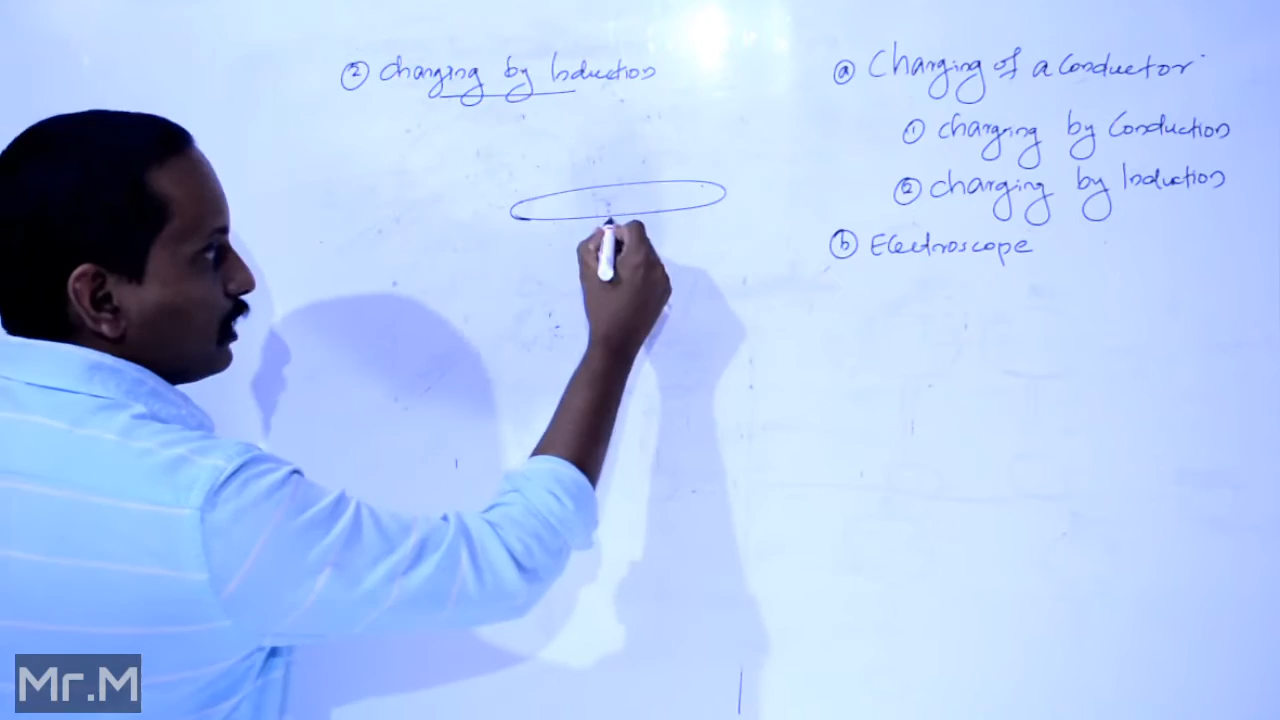 ② Charging by Induction
ⓐ Charging of a Conductor
① Charging by Conduction
② Charging by Induction
ⓑ Electroscope
Mr.M